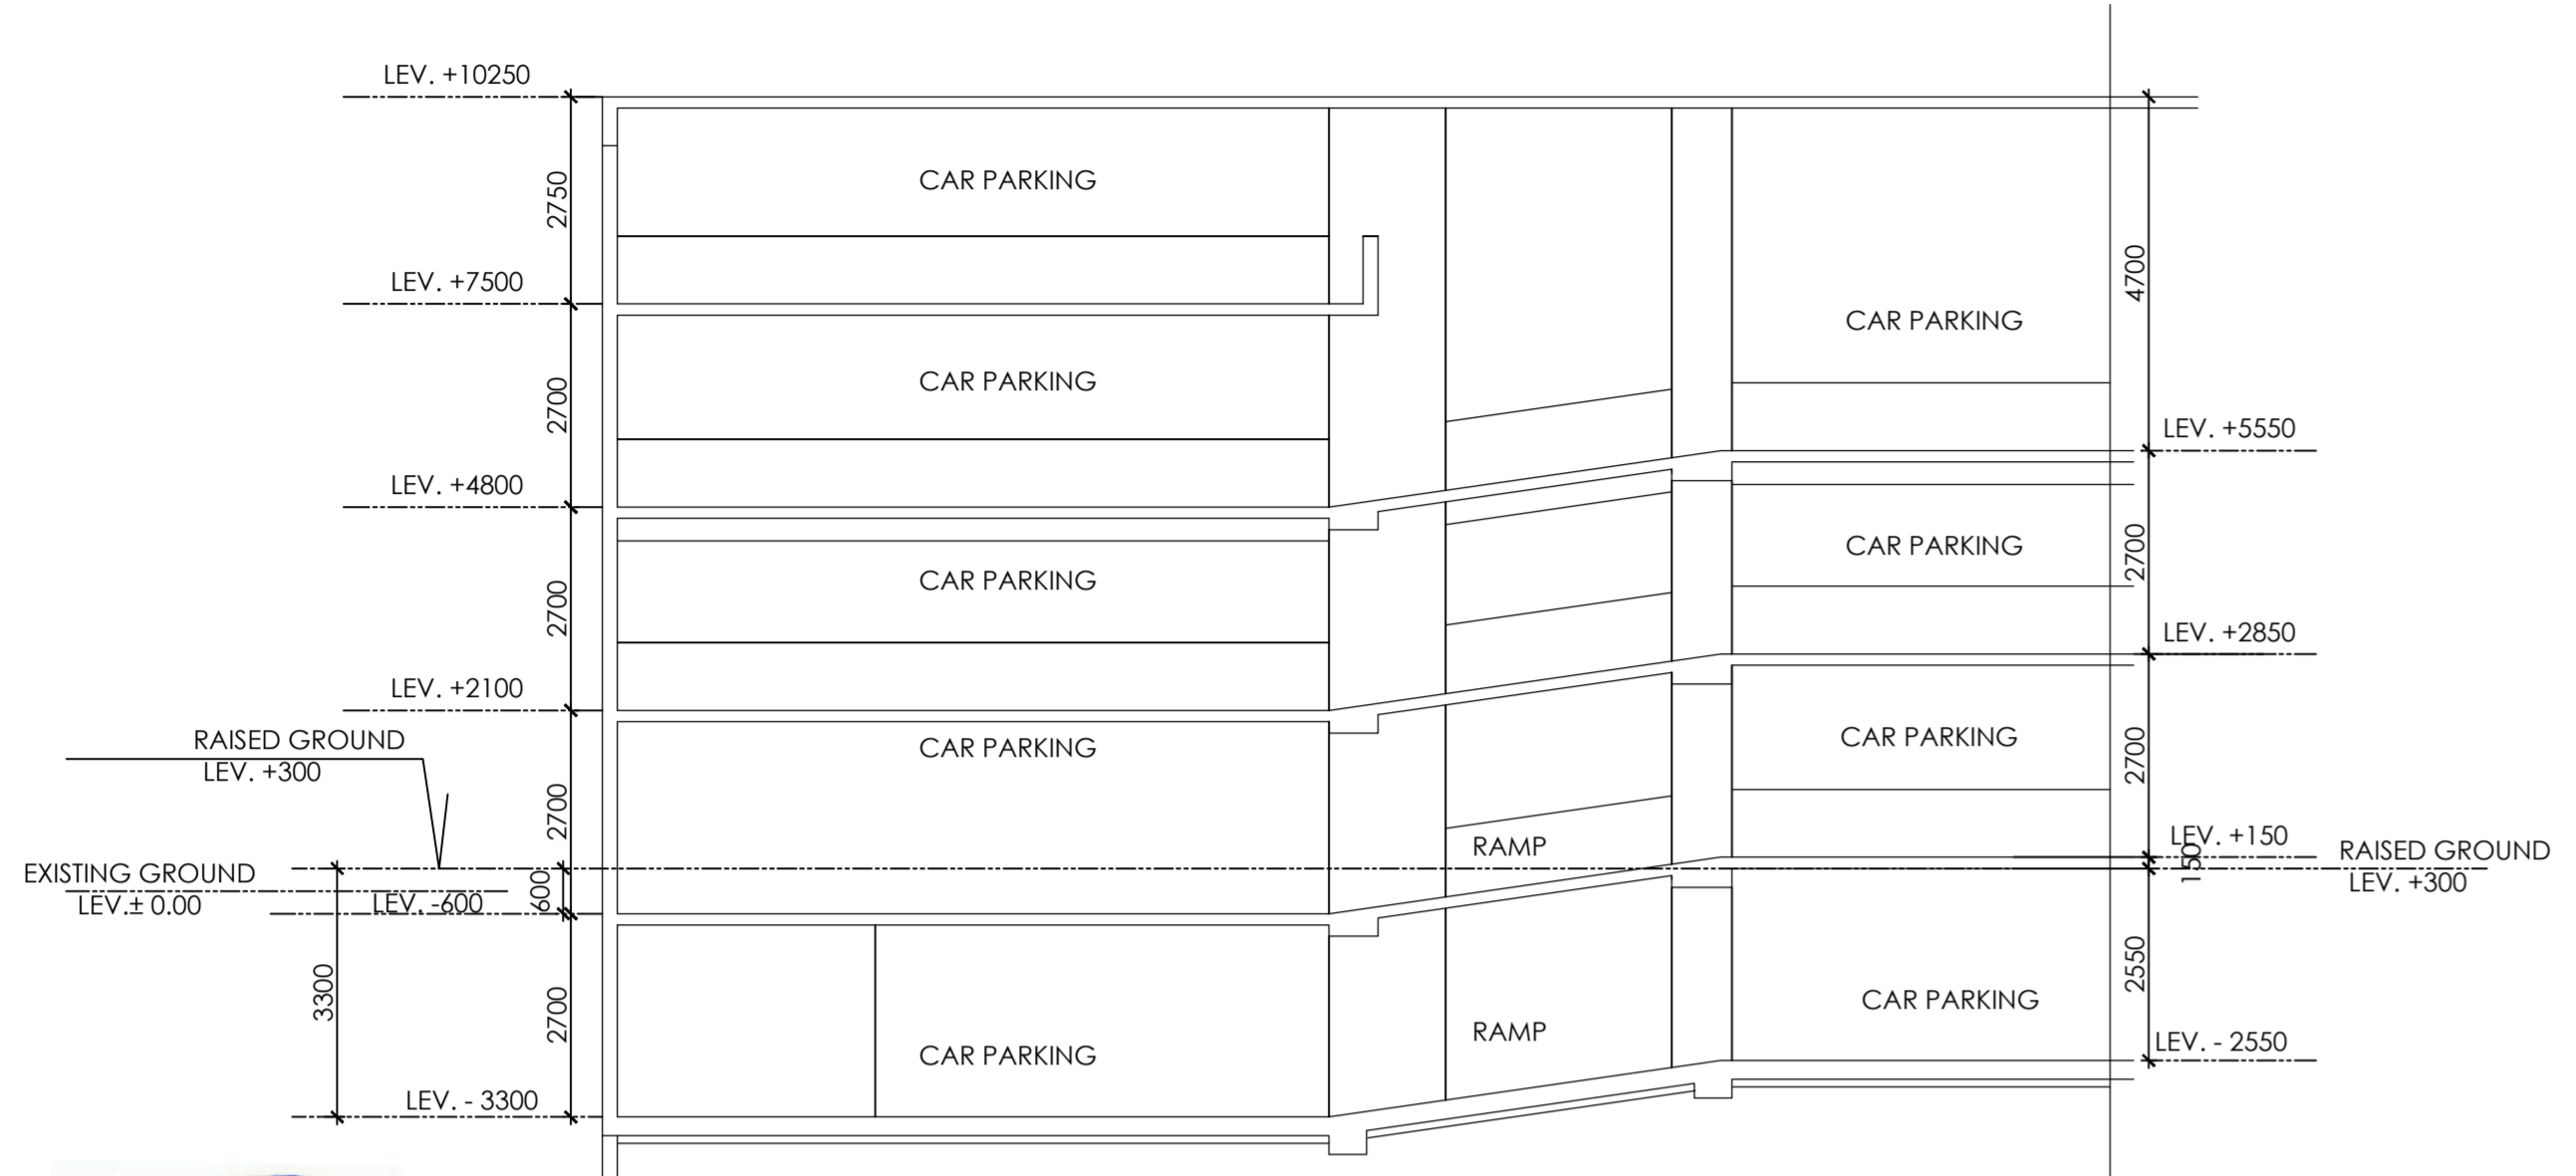 LEV. +10250
2750
CAR PARKING
LEV. +7500
4700
CAR PARKING
2700
CAR PARKING
LEV. +5550
LEV. +4800
CAR PARKING
2700
2700
CAR PARKING
LEV. +2850
LEV. +2100
RAISED GROUND
LEV. +300
CAR PARKING
CAR PARKING
2700
2700
RAMP
LEV. +150
150
RAISED GROUND
LEV. +300
EXISTING GROUND
LEV.± 0.00
LEV. -600
600
3300
2700
CAR PARKING
RAMP
CAR PARKING
2550
LEV. - 2550
LEV. - 3300